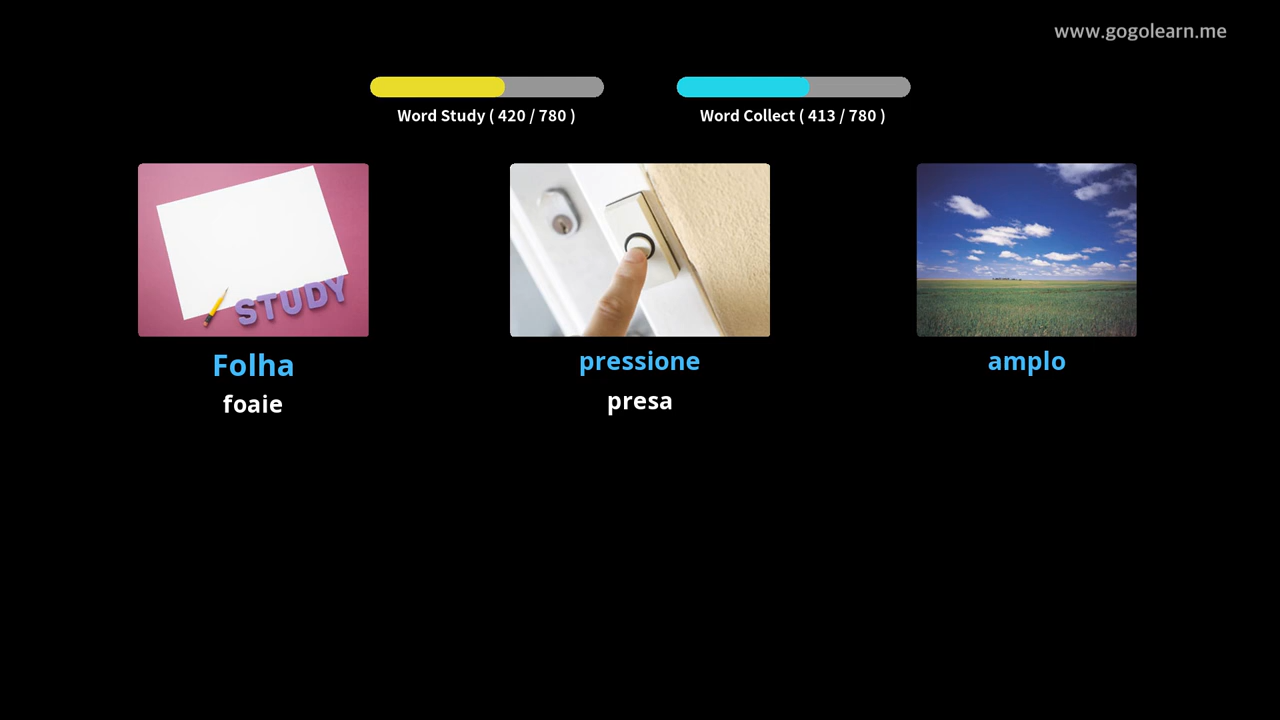 www.gogolearn.me
Word Study ( 420 / 780 )
Word Collect ( 413 / 780 )
STUDY
Folha
pressione
amplo
foaie
presa